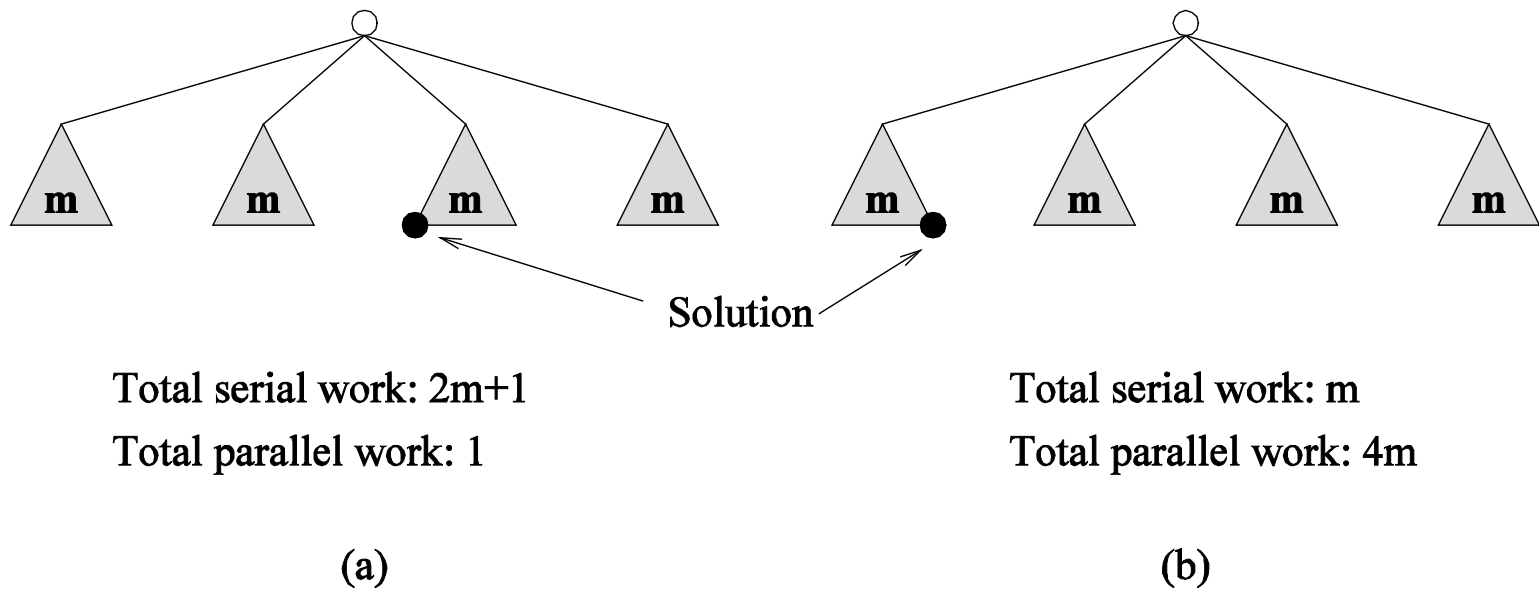 m m m m m m m m
Solution
Total serial work: 2m+1 Total serial work: m
Total parallel work: 1 Total parallel work: 4m
(a) (b)